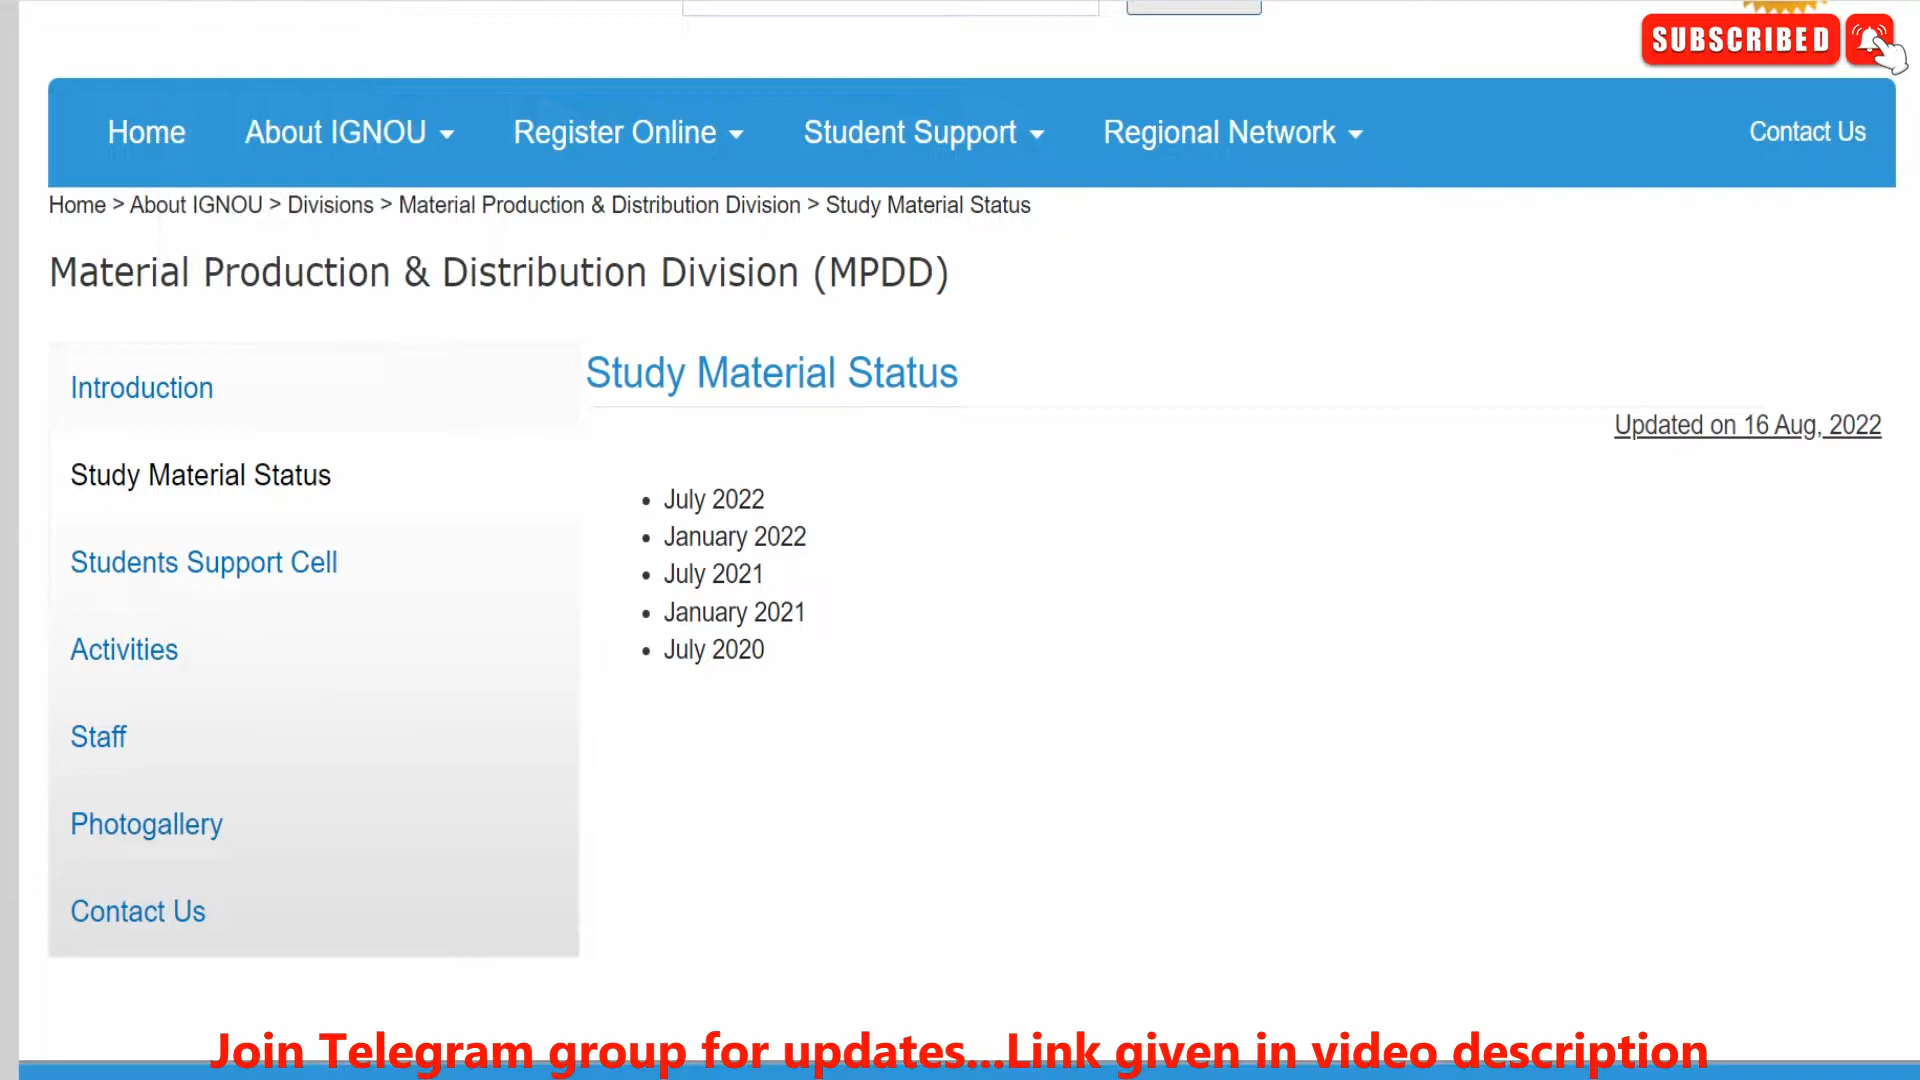 SUBSCRIBED
Home About IGNOU Register Online Student Support Regional Network Contact Us
Home > About IGNOU > Divisions > Material Production & Distribution Division > Study Material Status
Material Production & Distribution Division (MPDD)
Introduction
Study Material Status
Students Support Cell
Activities
Staff
Photogallery
Contact Us
Study Material Status
Updated on 16 Aug, 2022
• July 2022
• January 2022
• July 2021
• January 2021
• July 2020
Join Telegram group for updates...Link given in video description